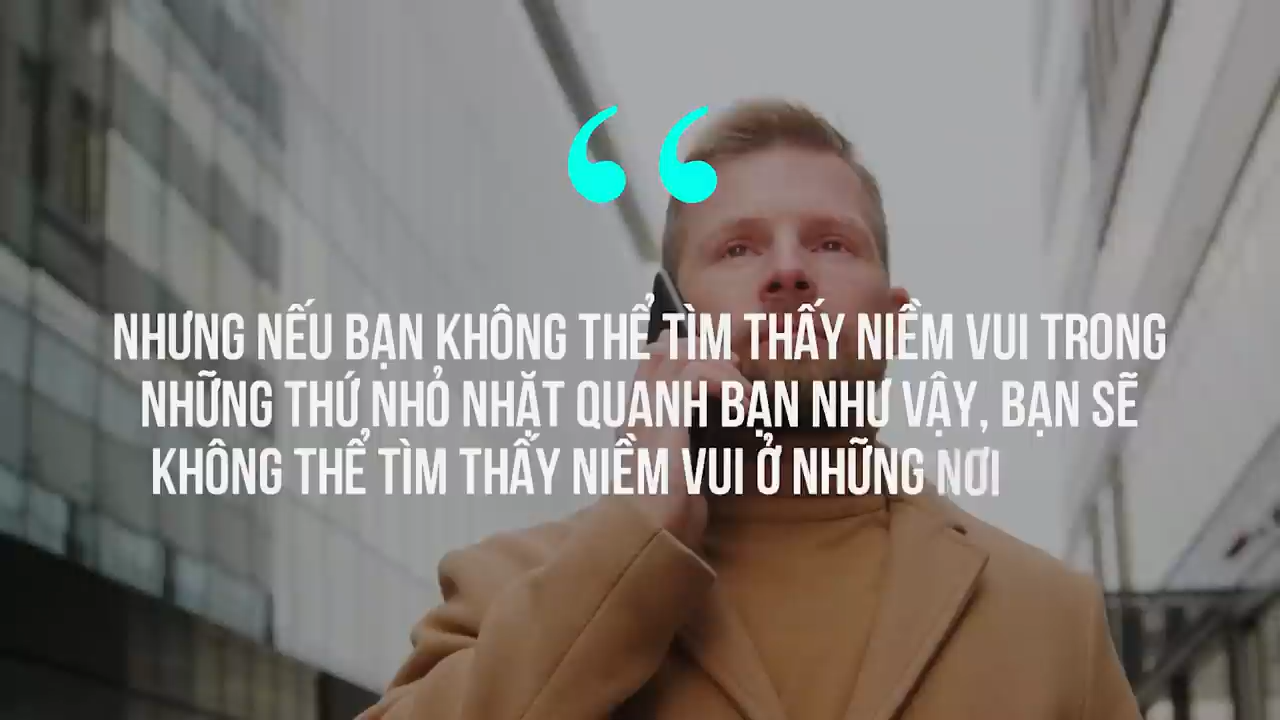 “
NHƯNG NẾU BẠN KHÔNG THỂ TÌM THẤY NIỀM VUI TRONG
NHỮNG THỨ NHỎ NHẶT QUANH BẠN NHƯ VẬY, BẠN SẼ
KHÔNG THỂ TÌM THẤY NIỀM VUI Ở NHỮNG NƠI